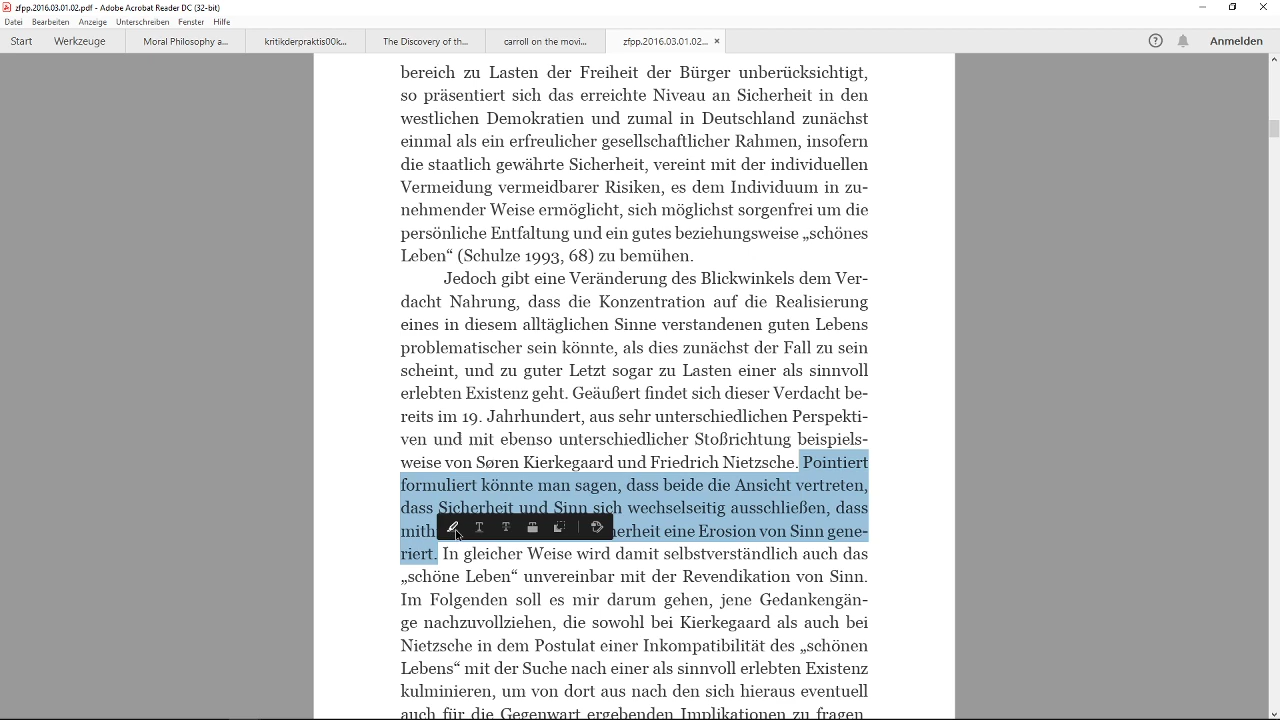 zfpp.2016.03.01.02.pdf - Adobe Acrobat Reader DC (32-bit)
Datei Bearbeiten Anzeige Unterschreiben Fenster Hilfe
Start Werkzeuge Moral Philosophy a... kritikderpraktis00k... The Discovery of th... carroll on the movi... zfpp.2016.03.01.02... × Anmelden
bereich zu Lasten der Freiheit der Bürger unberücksichtigt,
so präsentiert sich das erreichte Niveau an Sicherheit in den
westlichen Demokratien und zumal in Deutschland zunächst
einmal als ein erfreulicher gesellschaftlicher Rahmen, insofern
die staatlich gewährte Sicherheit, vereint mit der individuellen
Vermeidung vermeidbarer Risiken, es dem Individuum in zu-
nehmender Weise ermöglicht, sich möglichst sorgenfrei um die
persönliche Entfaltung und ein gutes beziehungsweise „schönes
Leben“ (Schulze 1993, 68) zu bemühen.
Jedoch gibt eine Veränderung des Blickwinkels dem Ver-
dacht Nahrung, dass die Konzentration auf die Realisierung
eines in diesem alltäglichen Sinne verstandenen guten Lebens
problematischer sein könnte, als dies zunächst der Fall zu sein
scheint, und zu guter Letzt sogar zu Lasten einer als sinnvoll
erlebten Existenz geht. Geäußert findet sich dieser Verdacht be-
reits im 19. Jahrhundert, aus sehr unterschiedlichen Perspekti-
ven und mit ebenso unterschiedlicher Stoßrichtung beispiels-
weise von Søren Kierkegaard und Friedrich Nietzsche. Pointiert
formuliert könnte man sagen, dass beide die Ansicht vertreten,
dass Sicherheit und Sinn sich wechselseitig ausschließen, dass
mith herheit eine Erosion von Sinn gene-
riert. In gleicher Weise wird damit selbstverständlich auch das
„schöne Leben“ unvereinbar mit der Revendikation von Sinn.
Im Folgenden soll es mir darum gehen, jene Gedankengän-
ge nachzuvollziehen, die sowohl bei Kierkegaard als auch bei
Nietzsche in dem Postulat einer Inkompatibilität des „schönen
Lebens“ mit der Suche nach einer als sinnvoll erlebten Existenz
kulminieren, um von dort aus nach den sich hieraus eventuell
auch für die Gegenwart ergebenden Implikationen zu fragen.